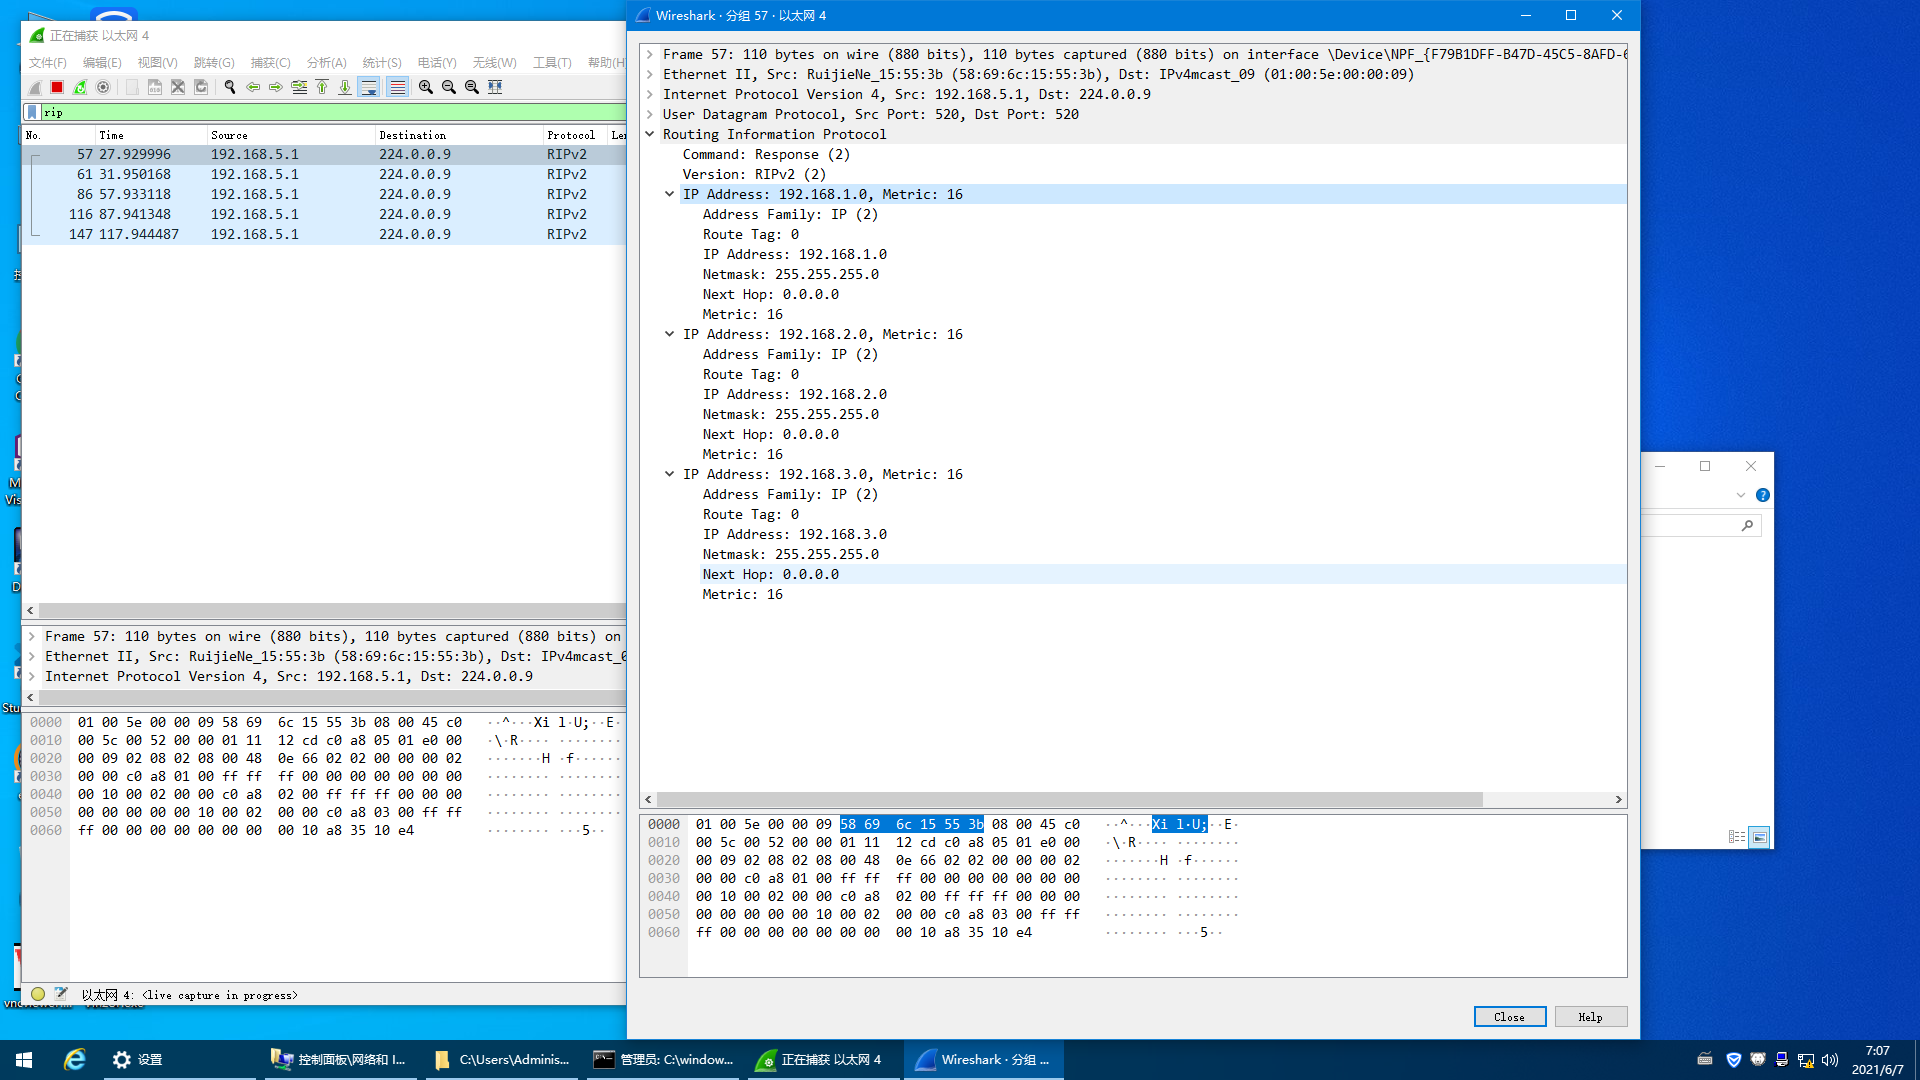 正在捕获 以太网 4
文件(F) 编辑(E) 视图(V) 跳转(G) 捕获(C) 分析(A) 统计(S) 电话(Y) 无线(W) 工具(T) 帮助(H
rip
No. Time Source Destination Protocol Len
57 27.929996 192.168.5.1 224.0.0.9 RIPv2
61 31.950168 192.168.5.1 224.0.0.9 RIPv2
86 57.933118 192.168.5.1 224.0.0.9 RIPv2
116 87.941348 192.168.5.1 224.0.0.9 RIPv2
147 117.944487 192.168.5.1 224.0.0.9 RIPv2
Frame 57: 110 bytes on wire (880 bits), 110 bytes captured (880 bits) on
Ethernet II, Src: RuijieNe_15:55:3b (58:69:6c:15:55:3b), Dst: IPv4mcast_0
Internet Protocol Version 4, Src: 192.168.5.1, Dst: 224.0.0.9
0000 01 00 5e 00 00 09 58 69 6c 15 55 3b 08 00 45 c0 ··^···Xi l·U;··E·
0010 00 5c 00 52 00 00 01 11 12 cd c0 a8 05 01 e0 00 ·\·R···· ········
0020 00 09 02 08 02 08 00 48 0e 66 02 02 00 00 00 02 ·······H ·f······
0030 00 00 c0 a8 01 00 ff ff ff 00 00 00 00 00 00 00 ········ ········
0040 00 10 00 02 00 00 c0 a8 02 00 ff ff ff 00 00 00 ········ ········
0050 00 00 00 00 00 10 00 02 00 00 c0 a8 03 00 ff ff ········ ········
0060 ff 00 00 00 00 00 00 00 00 10 a8 35 10 e4 ········ ···5··
以太网 4: <live capture in progress>
Wireshark · 分组 57 · 以太网 4
Frame 57: 110 bytes on wire (880 bits), 110 bytes captured (880 bits) on interface \Device\NPF_{F79B1DFF-B47D-45C5-8AFD-6
Ethernet II, Src: RuijieNe_15:55:3b (58:69:6c:15:55:3b), Dst: IPv4mcast_09 (01:00:5e:00:00:09)
Internet Protocol Version 4, Src: 192.168.5.1, Dst: 224.0.0.9
User Datagram Protocol, Src Port: 520, Dst Port: 520
Routing Information Protocol
Command: Response (2)
Version: RIPv2 (2)
IP Address: 192.168.1.0, Metric: 16
Address Family: IP (2)
Route Tag: 0
IP Address: 192.168.1.0
Netmask: 255.255.255.0
Next Hop: 0.0.0.0
Metric: 16
IP Address: 192.168.2.0, Metric: 16
Address Family: IP (2)
Route Tag: 0
IP Address: 192.168.2.0
Netmask: 255.255.255.0
Next Hop: 0.0.0.0
Metric: 16
IP Address: 192.168.3.0, Metric: 16
Address Family: IP (2)
Route Tag: 0
IP Address: 192.168.3.0
Netmask: 255.255.255.0
Next Hop: 0.0.0.0
Metric: 16
0000 01 00 5e 00 00 09 58 69 6c 15 55 3b 08 00 45 c0 ··^···Xi l·U;··E·
0010 00 5c 00 52 00 00 01 11 12 cd c0 a8 05 01 e0 00 ·\·R···· ········
0020 00 09 02 08 02 08 00 48 0e 66 02 02 00 00 00 02 ·······H ·f······
0030 00 00 c0 a8 01 00 ff ff ff 00 00 00 00 00 00 00 ········ ········
0040 00 10 00 02 00 00 c0 a8 02 00 ff ff ff 00 00 00 ········ ········
0050 00 00 00 00 00 10 00 02 00 00 c0 a8 03 00 ff ff ········ ········
0060 ff 00 00 00 00 00 00 00 00 10 a8 35 10 e4 ········ ···5··
Close Help
设置 控制面板\网络和 I... C:\Users\Adminis... 管理员: C:\window... 正在捕获 以太网 4 Wireshark · 分组 ...
7:07
2021/6/7